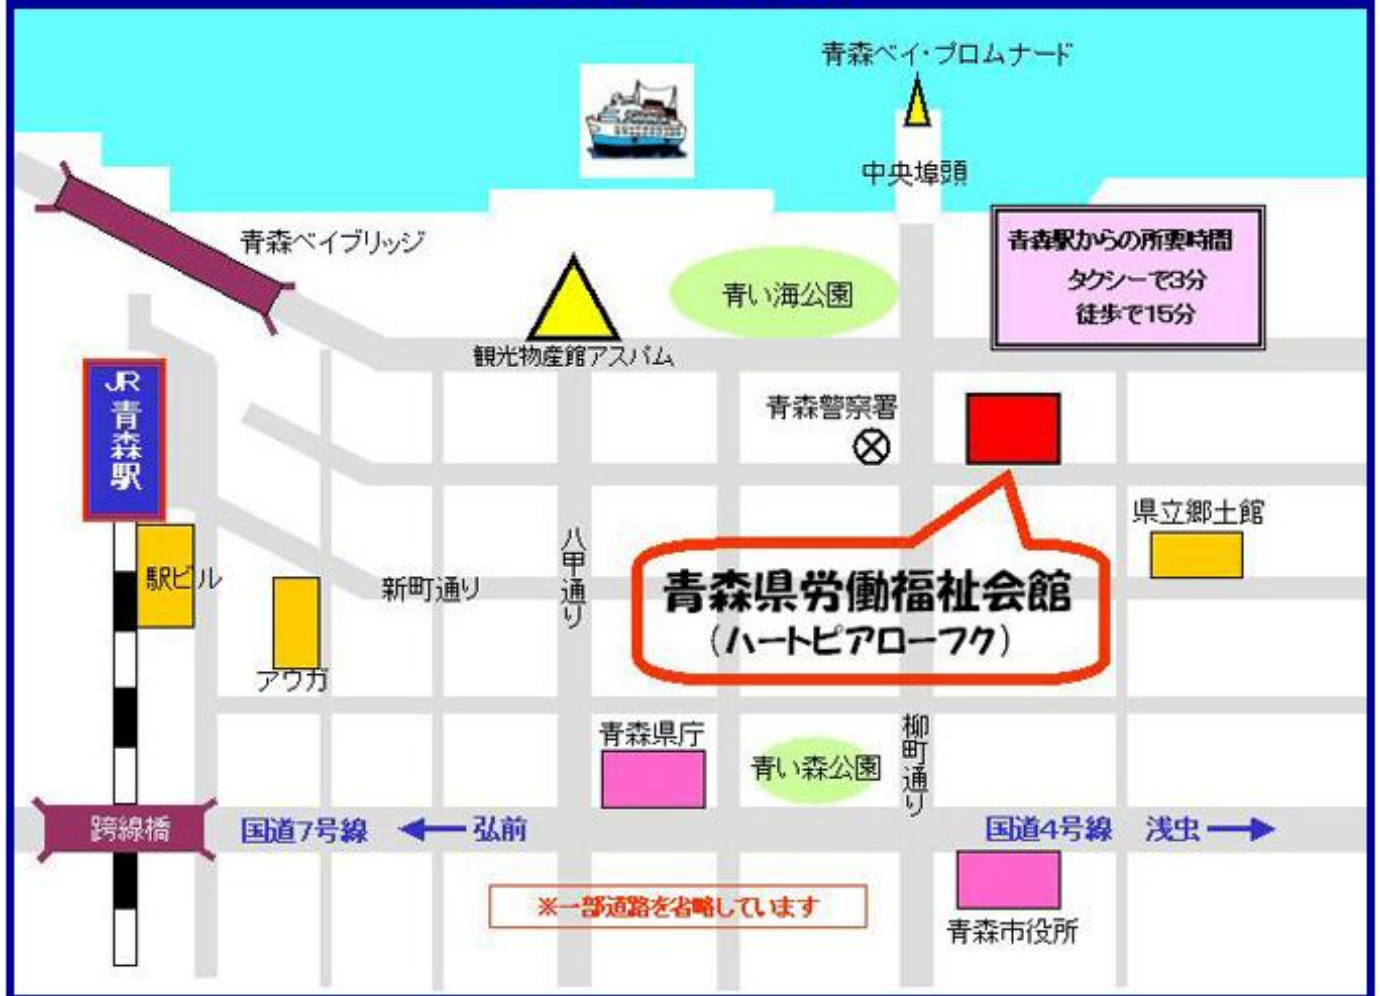 青森ベイ・プロムナード
中央埠頭
青森ベイブリッジ
青森駅からの所要時間
タクシーで3分
徒歩で15分
青い海公園
観光物産館アスパム
JR
青森駅
青森警察署
県立郷土館
駅ビル
新町通り
八甲通り
青森県労働福祉会館
(ハートピアローフク)
アウガ
青森県庁
青い森公園
柳町通り
跨線橋
国道7号線 ← 弘前
国道4号線 浅虫 →
※一部道路を省略しています
青森市役所